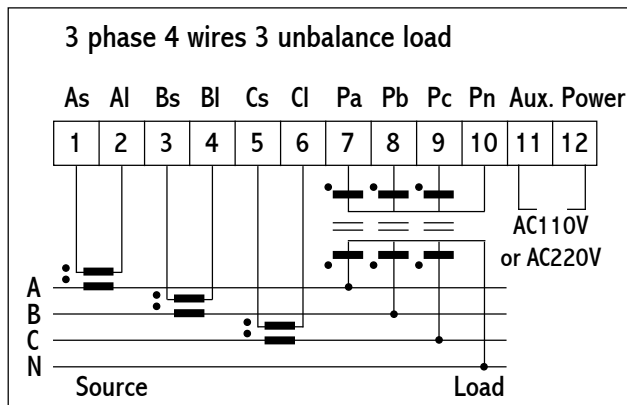 3 phase 4 wires 3 unbalance load
As Al Bs Bl Cs Cl Pa Pb Pc Pn Aux. Power
1 2 3 4 5 6 7 8 9 10 11 12
AC110V
or AC220V
A
B
C
N
Source Load